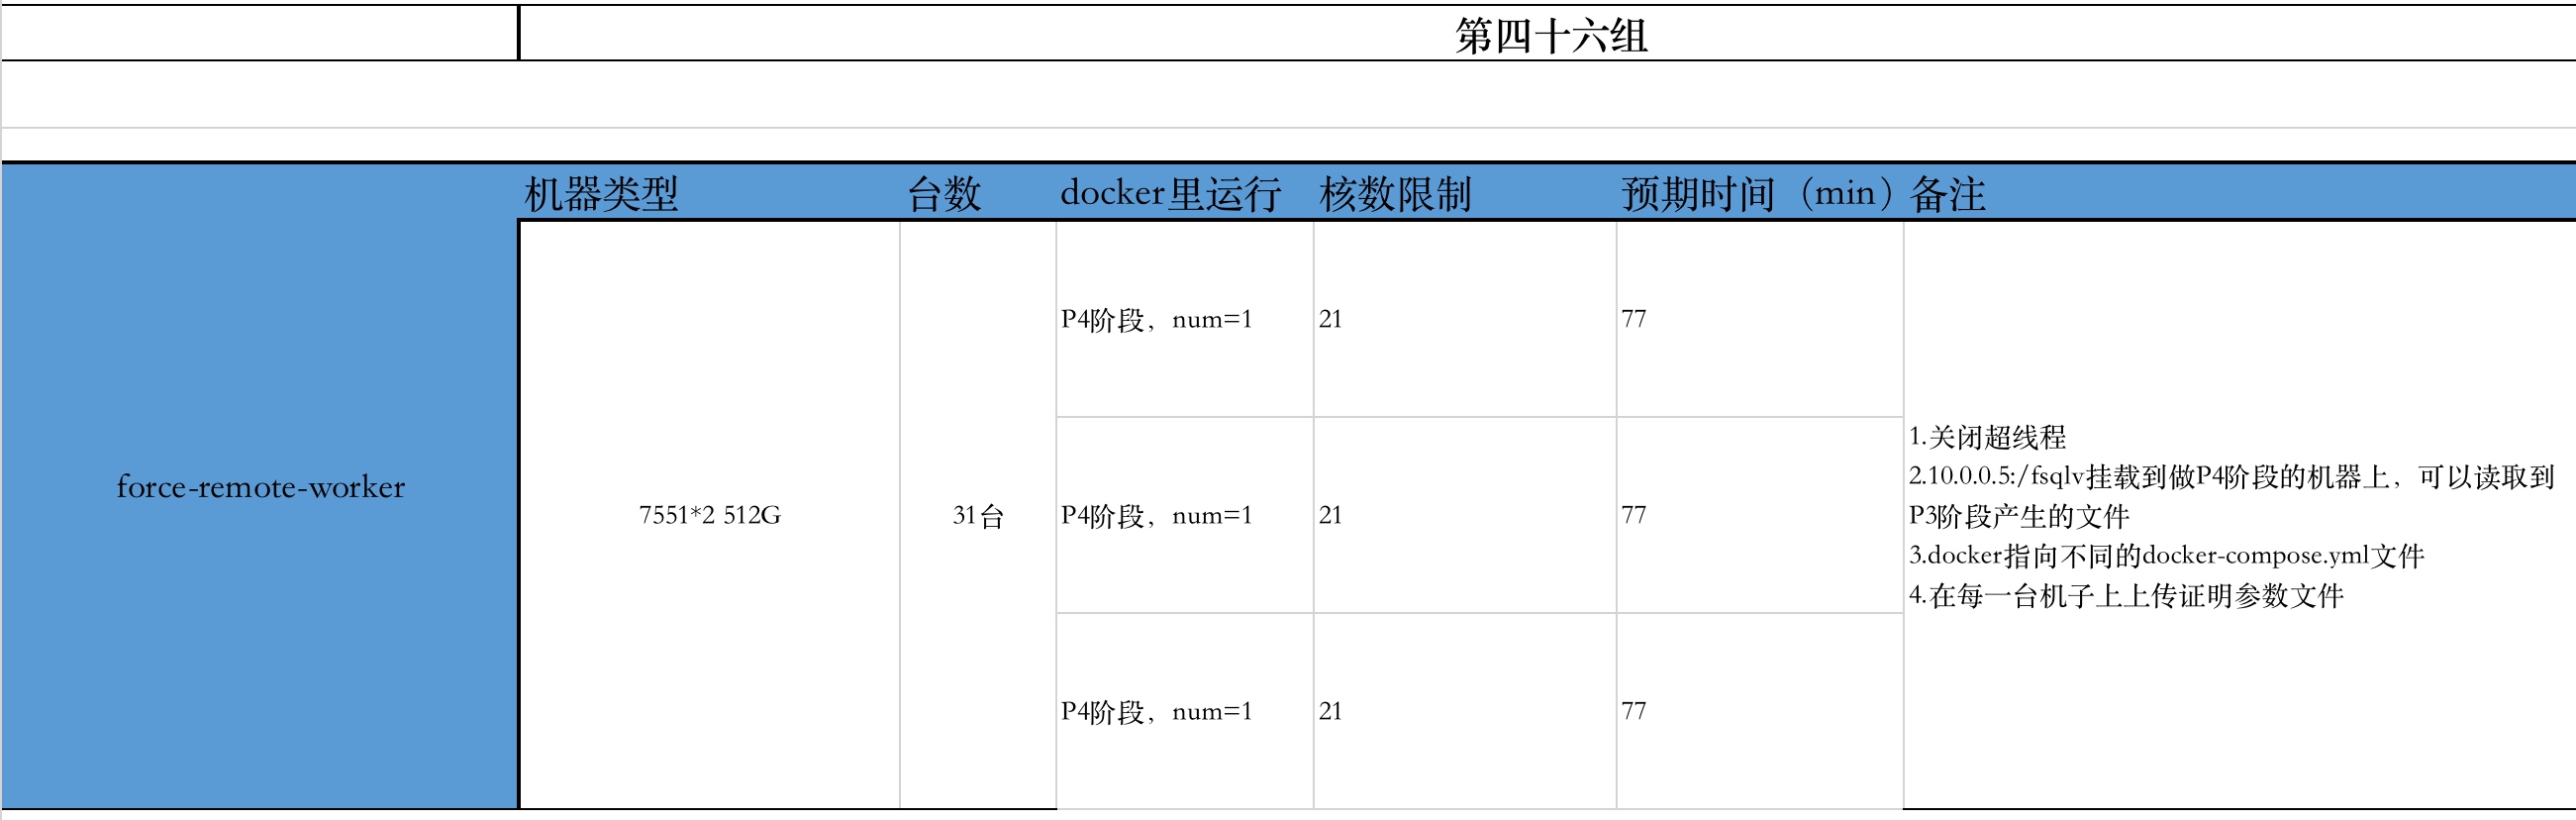 第四十六组
机器类型 台数 docker里运行 核数限制 预期时间（min）备注
force-remote-worker
7551*2 512G
31台
P4阶段，num=1 21 77
P4阶段，num=1 21 77
P4阶段，num=1 21 77
1.关闭超线程
2.10.0.0.5:/fsqlv挂载到做P4阶段的机器上，可以读取到
P3阶段产生的文件
3.docker指向不同的docker-compose.yml文件
4.在每一台机子上上传证明参数文件